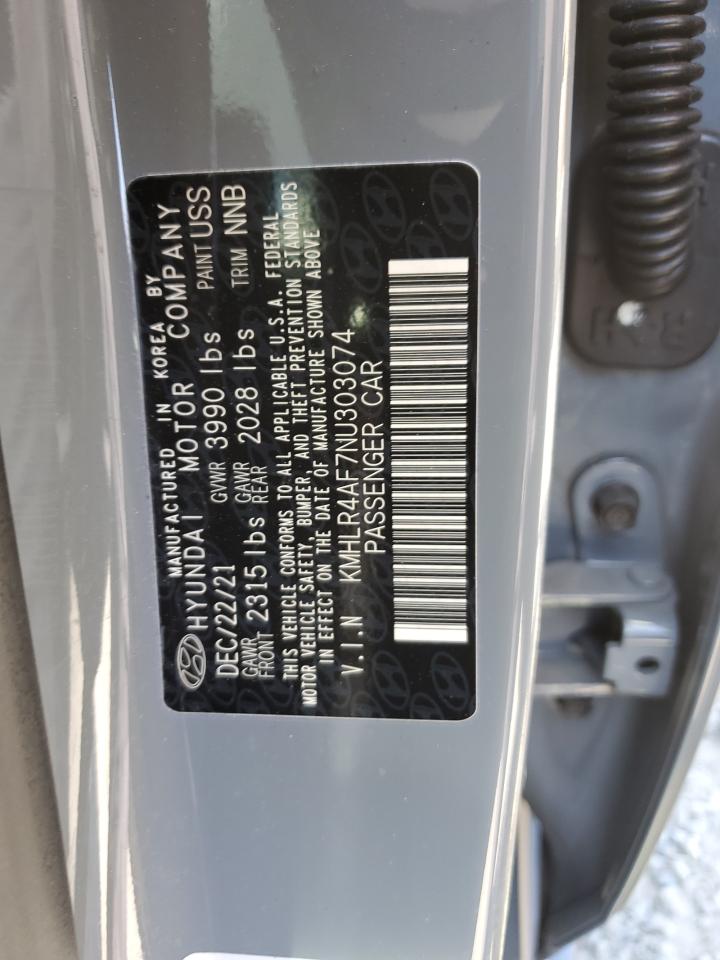 MANUFACTURED IN KOREA BY
HYUNDAI MOTOR COMPANY
DEC/22/21 GVWR 3990 lbs PAINT USS
GAWR FRONT 2315 lbs GAWR REAR 2028 lbs TRIM NNB
THIS VEHICLE CONFORMS TO ALL APPLICABLE U.S.A. FEDERAL
MOTOR VEHICLE SAFETY, BUMPER, AND THEFT PREVENTION STANDARDS
IN EFFECT ON THE DATE OF MANUFACTURE SHOWN ABOVE
V.I.N KMHLR4AF7NU303074
PASSENGER CAR